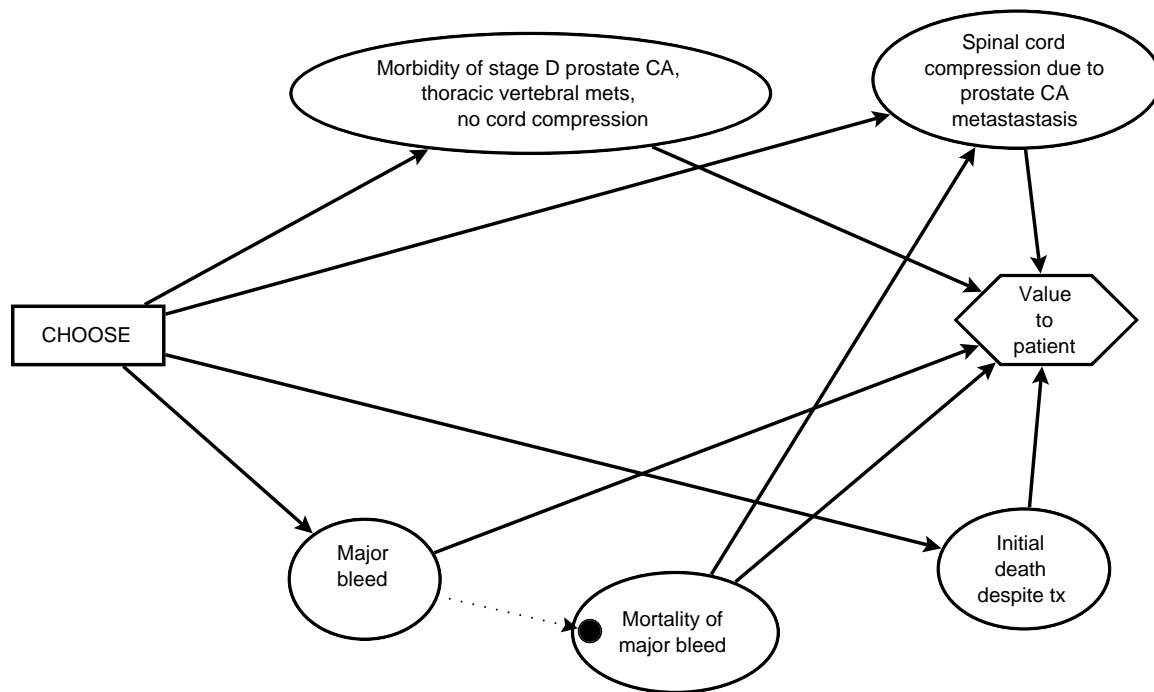 Morbidity of stage D prostate CA,
thoracic vertebral mets,
no cord compression
Spinal cord
compression due to
prostate CA
metastastasis
CHOOSE
Value
to
patient
Major
bleed
Mortality of
major bleed
Initial
death
despite tx